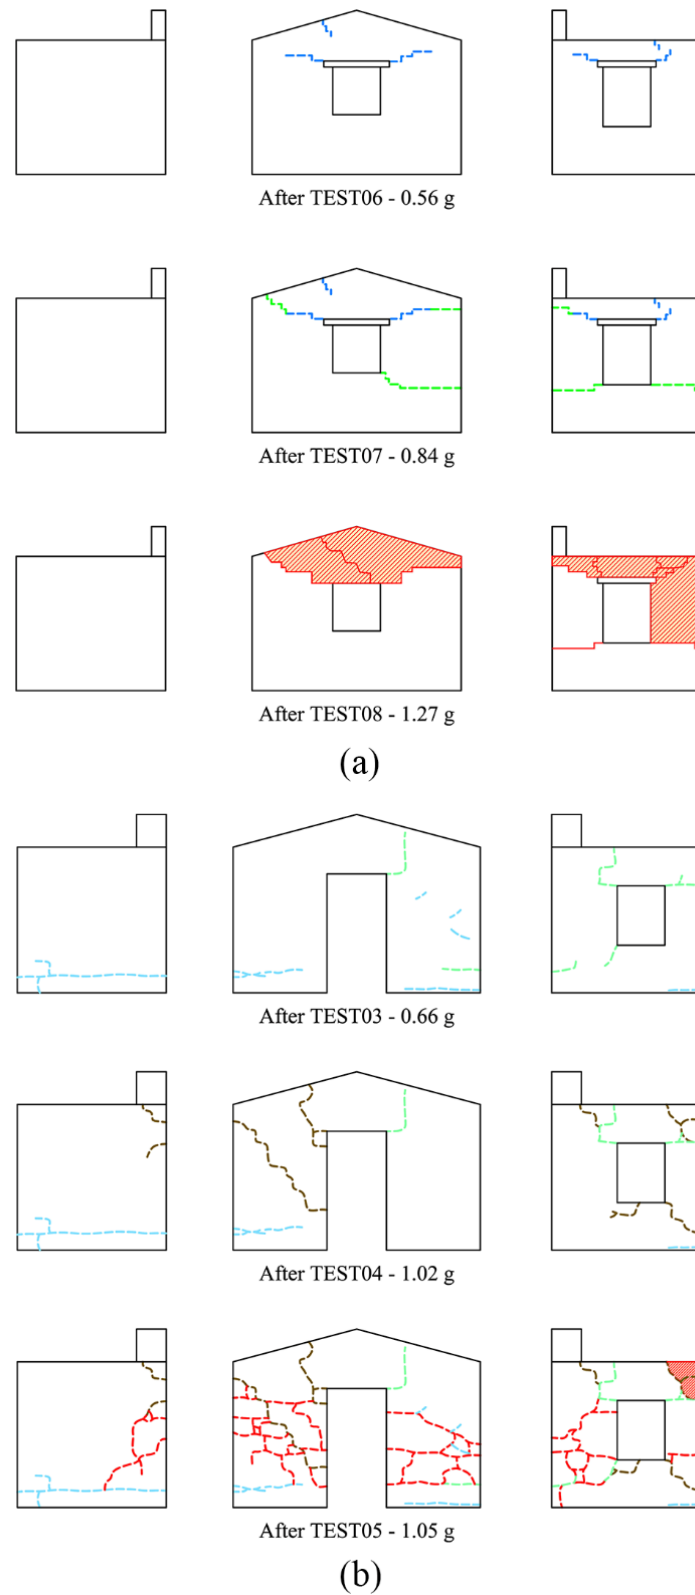 After TEST06 - 0.56 g
After TEST07 - 0.84 g
After TEST08 - 1.27 g
(a)
After TEST03 - 0.66 g
After TEST04 - 1.02 g
After TEST05 - 1.05 g
(b)